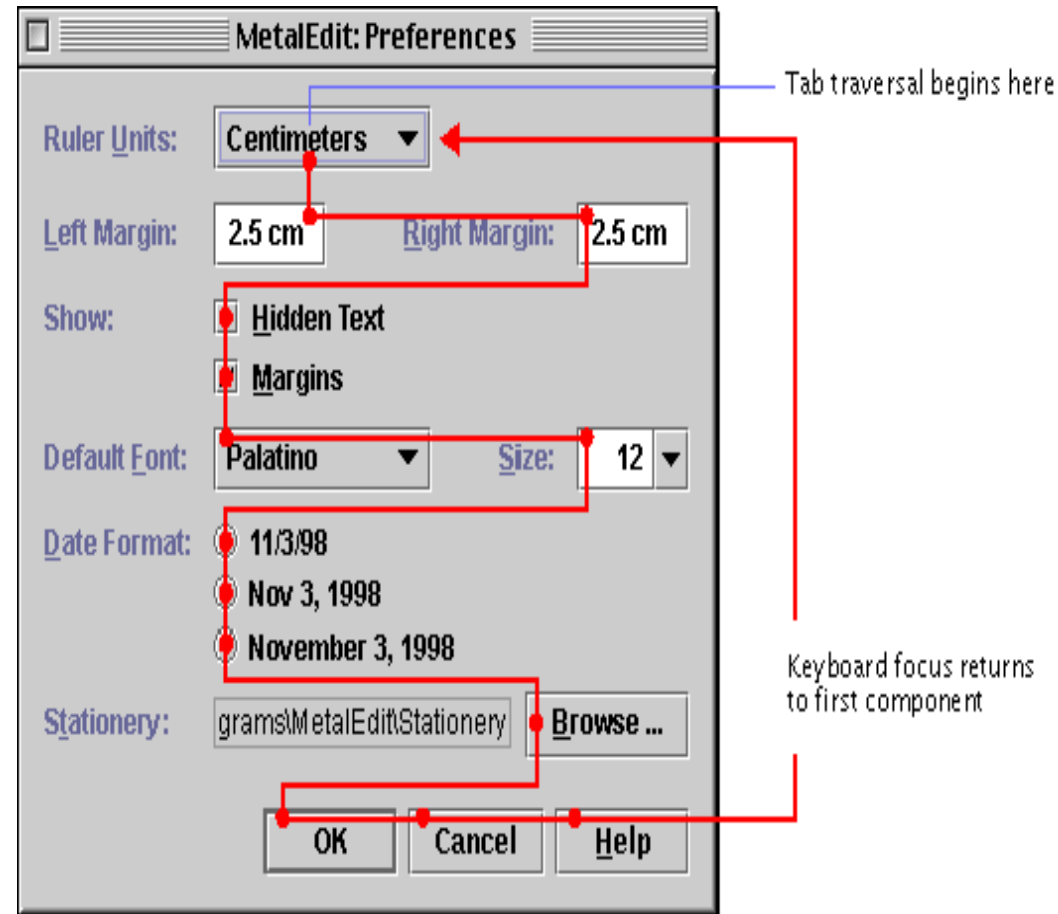 MetalEdit: Preferences
Tab traversal begins here
Ruler Units: Centimeters
Left Margin: 2.5 cm Right Margin: 2.5 cm
Show: Hidden Text
Margins
Default Font: Palatino Size: 12
Date Format: 11/3/98
Nov 3, 1998
November 3, 1998
Keyboard focus returns
to first component
Stationery: grams\MetalEdit\Stationery Browse ...
OK Cancel Help